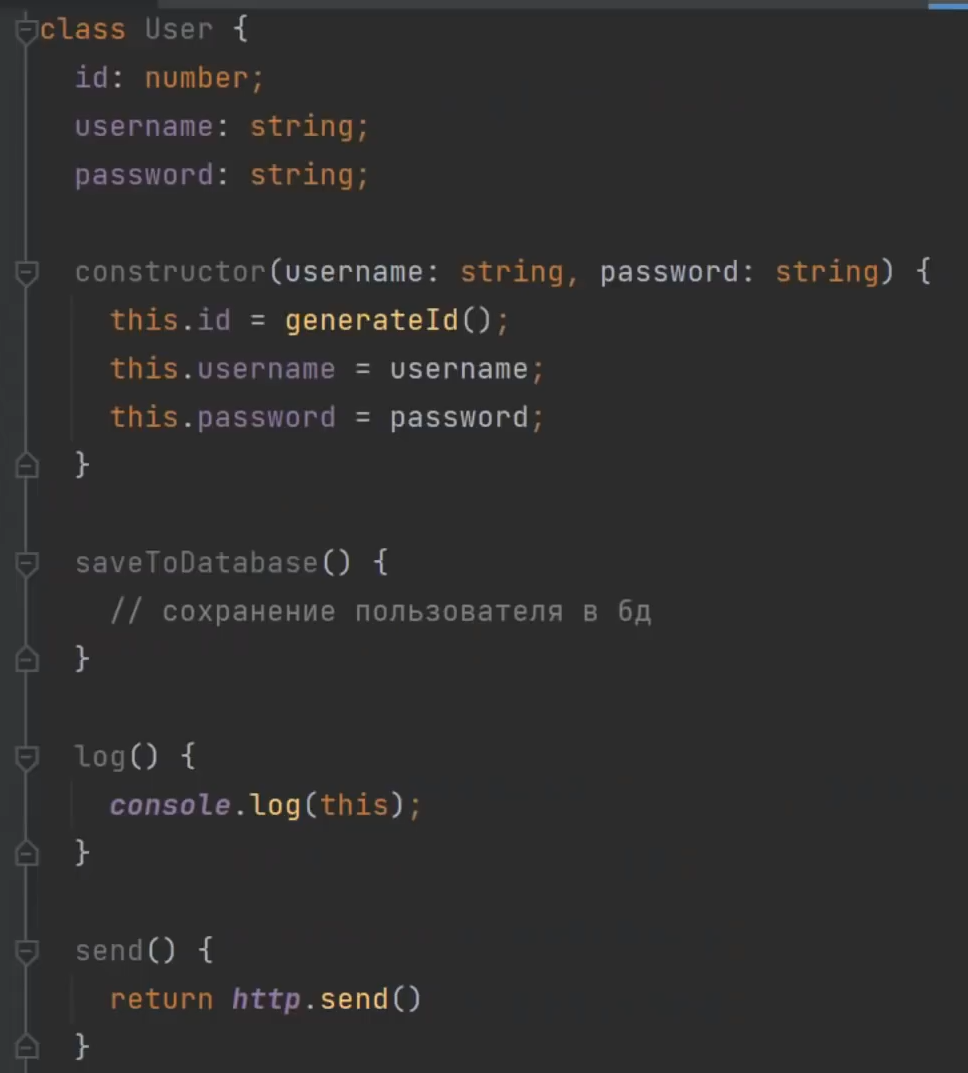 class User {
id: number;
username: string;
password: string;
constructor(username: string, password: string) {
this.id = generateId();
this.username = username;
this.password = password;
}
saveToDatabase() {
// сохранение пользователя в бд
}
log() {
console.log(this);
}
send() {
return http.send()
}